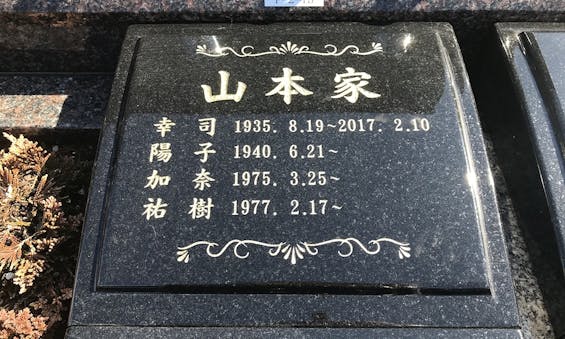 山本家
幸 司 1935. 8.19~2017. 2.10
陽 子 1940. 6.21~
加 奈 1975. 3.25~
祐 樹 1977. 2.17~